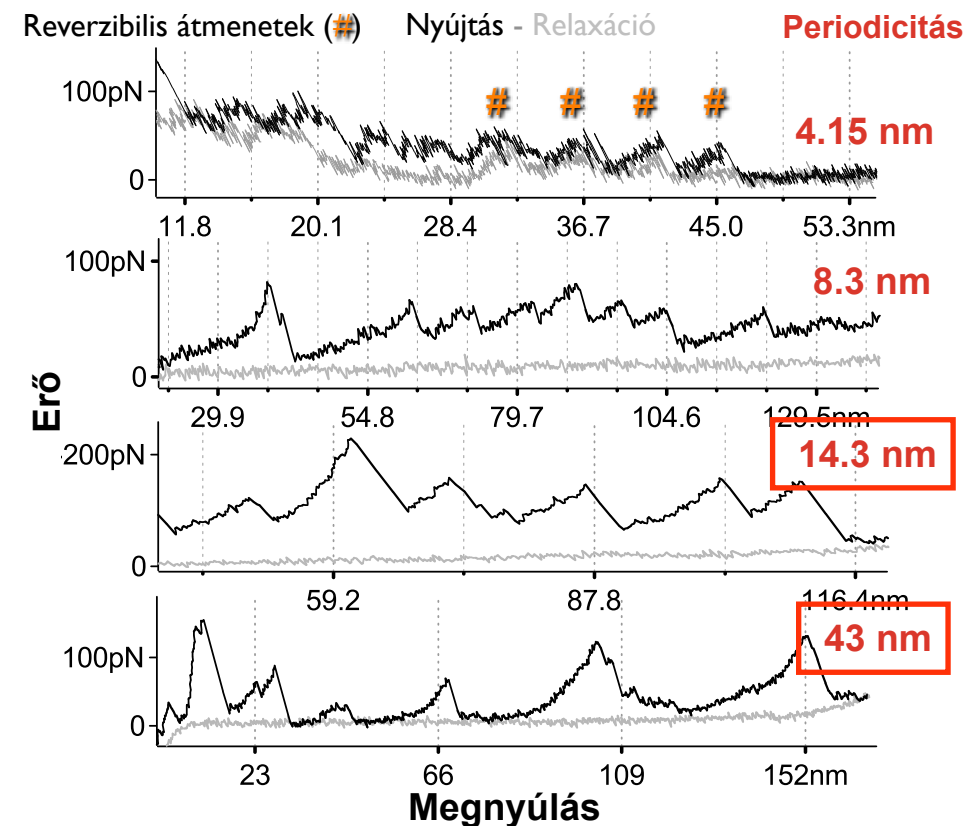 Reverzibilis átmenetek (#) Nyújtás - Relaxáció Periodicitás
100pN
# # # #
4.15 nm
0
11.8 20.1 28.4 36.7 45.0 53.3nm
100pN
8.3 nm
0
29.9 54.8 79.7 104.6 129.5nm
200pN
14.3 nm
0
59.2 87.8 116.4nm
43 nm
100pN
0
23 66 109 152nm
Erő
Megnyúlás